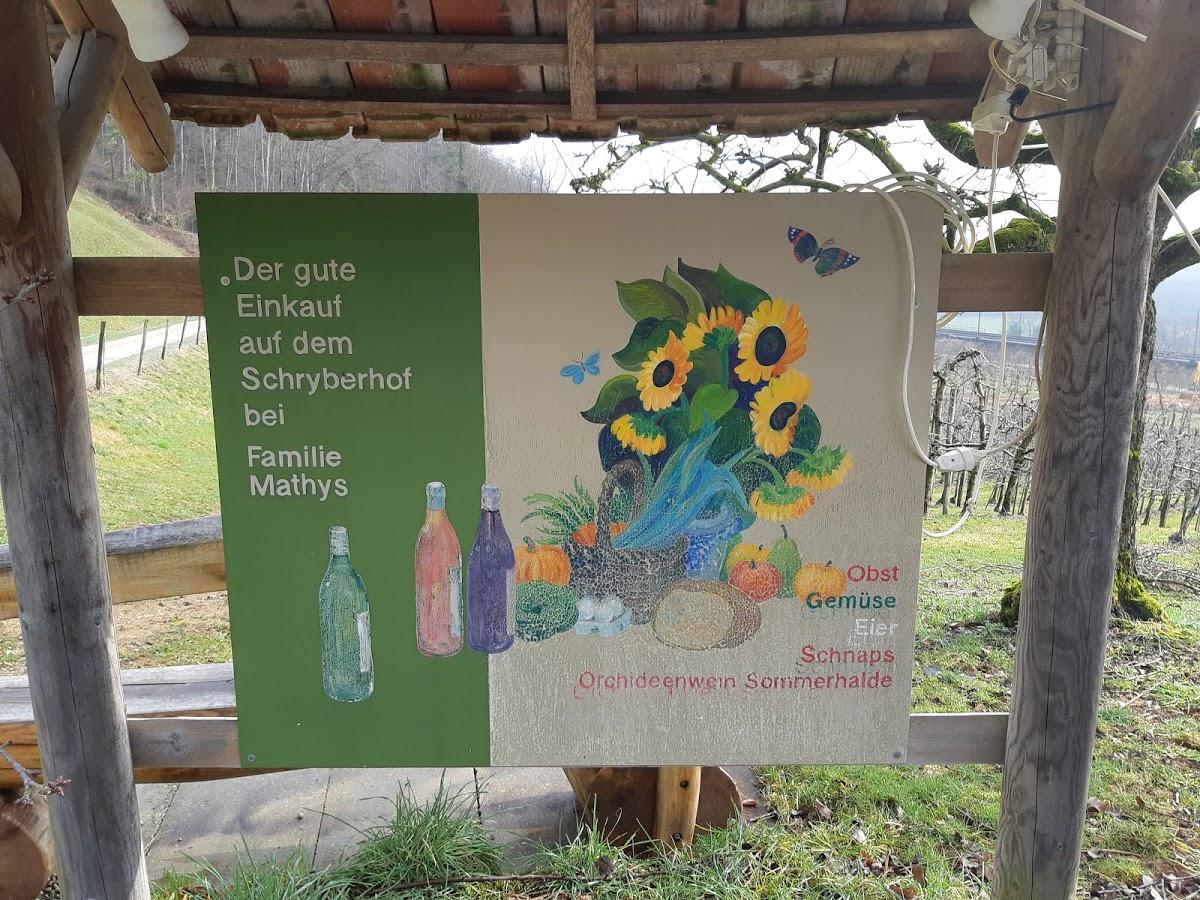 Der gute
Einkauf
auf dem
Schryberhof
bei
Familie
Mathys
Obst
Gemüse
Eier
Schnaps
Orchideenwein Sommerhalde